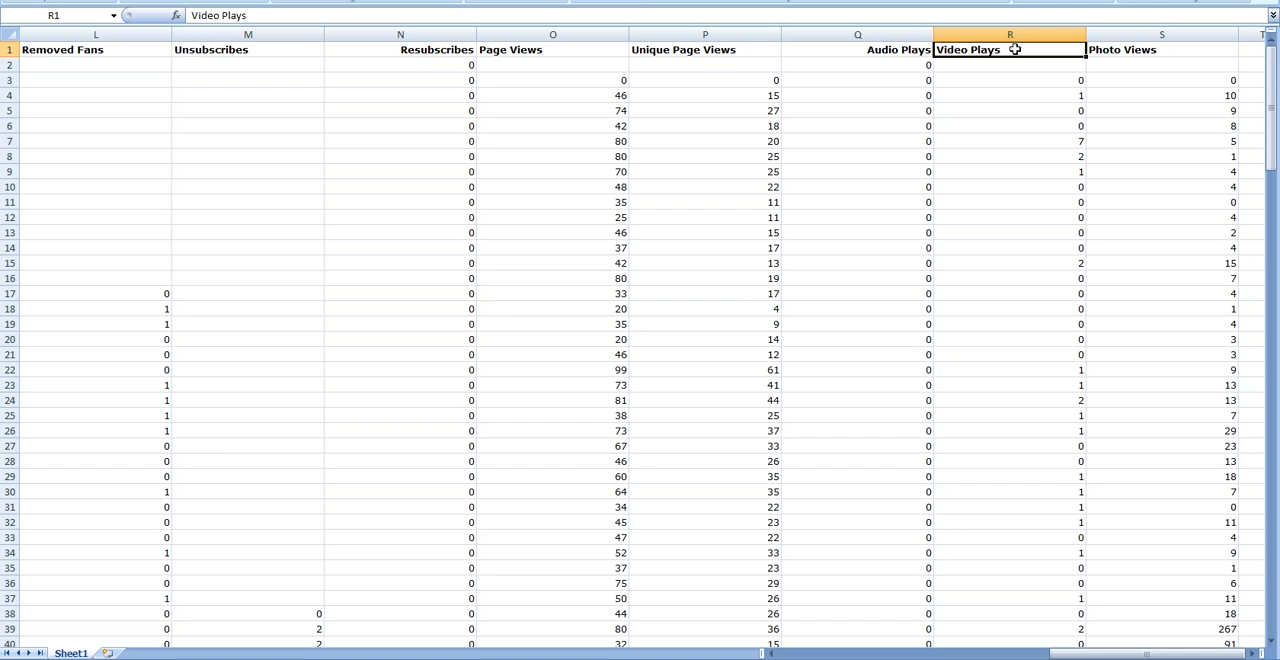 R1 fx Video Plays
L M N O P Q R S T
1 Removed Fans Unsubscribes Resubscribes Page Views Unique Page Views Audio Plays Video Plays Photo Views
2 0 0
3 0 0 0 0 0 0
4 0 46 15 0 1 10
5 0 74 27 0 0 9
6 0 42 18 0 0 8
7 0 80 20 0 7 5
8 0 80 25 0 2 1
9 0 70 25 0 1 4
10 0 48 22 0 0 4
11 0 35 11 0 0 0
12 0 25 11 0 0 4
13 0 46 15 0 0 2
14 0 37 17 0 0 4
15 0 42 13 0 2 15
16 0 80 19 0 0 7
17 0 0 33 17 0 0 4
18 1 0 20 4 0 0 1
19 1 0 35 9 0 0 4
20 0 0 20 14 0 0 3
21 0 0 46 12 0 0 3
22 0 0 99 61 0 1 9
23 1 0 73 41 0 1 13
24 1 0 81 44 0 2 13
25 1 0 38 25 0 1 7
26 1 0 73 37 0 1 29
27 0 0 67 33 0 0 23
28 0 0 46 26 0 0 13
29 0 0 60 35 0 1 18
30 1 0 64 35 0 1 7
31 0 0 34 22 0 1 0
32 0 0 45 23 0 1 11
33 0 0 47 22 0 0 4
34 1 0 52 33 0 1 9
35 0 0 37 23 0 0 1
36 0 0 75 29 0 0 6
37 1 0 50 26 0 1 11
38 0 0 0 44 26 0 0 18
39 0 2 0 80 36 0 2 267
40 0 2 0 32 15 0 0 91
Sheet1